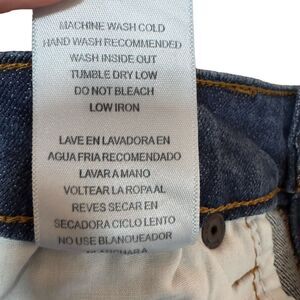 MACHINE WASH COLD
HAND WASH RECOMMENDED
WASH INSIDE OUT
TUMBLE DRY LOW
DO NOT BLEACH
LOW IRON
LAVE EN LAVADORA EN
AGUA FRIA RECOMENDADO
LAVAR A MANO
VOLTEAR LA ROPA AL
REVES SECAR EN
SECADORA CICLO LENTO
NO USE BLANQUEADOR